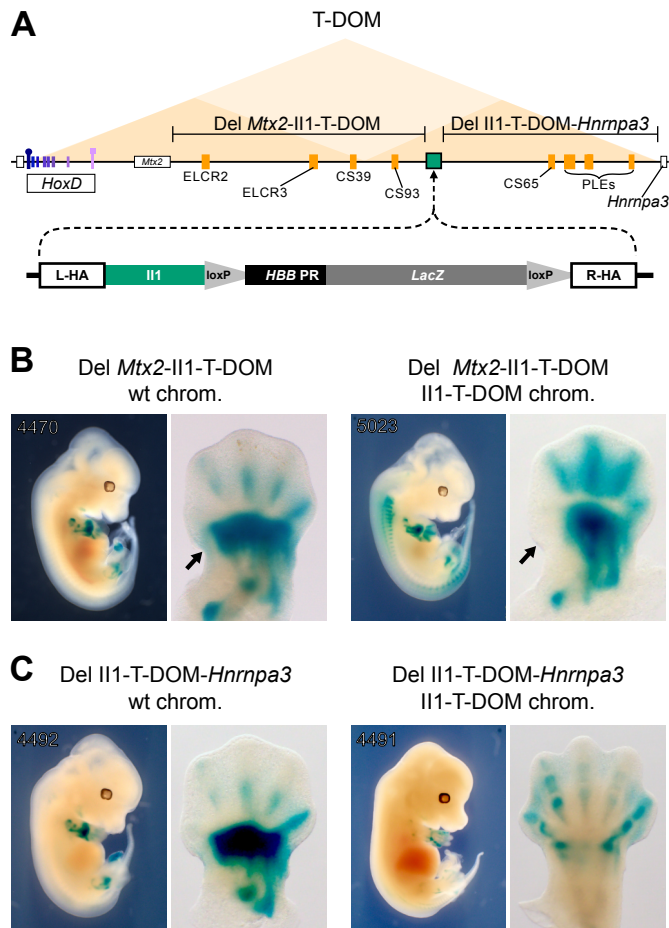 A
T-DOM
Del Mtx2-II1-T-DOM
Del II1-T-DOM-Hnrnpa3
Mtx2
HoxD
ELCR2
ELCR3
CS39
CS93
CS65
PLEs
Hnrnpa3
L-HA
II1
loxP
HBB PR
LacZ
loxP
R-HA
B
Del Mtx2-II1-T-DOM
wt chrom.
Del Mtx2-II1-T-DOM
II1-T-DOM chrom.
4470
5023
C
Del II1-T-DOM-Hnrnpa3
wt chrom.
Del II1-T-DOM-Hnrnpa3
II1-T-DOM chrom.
4492
4491